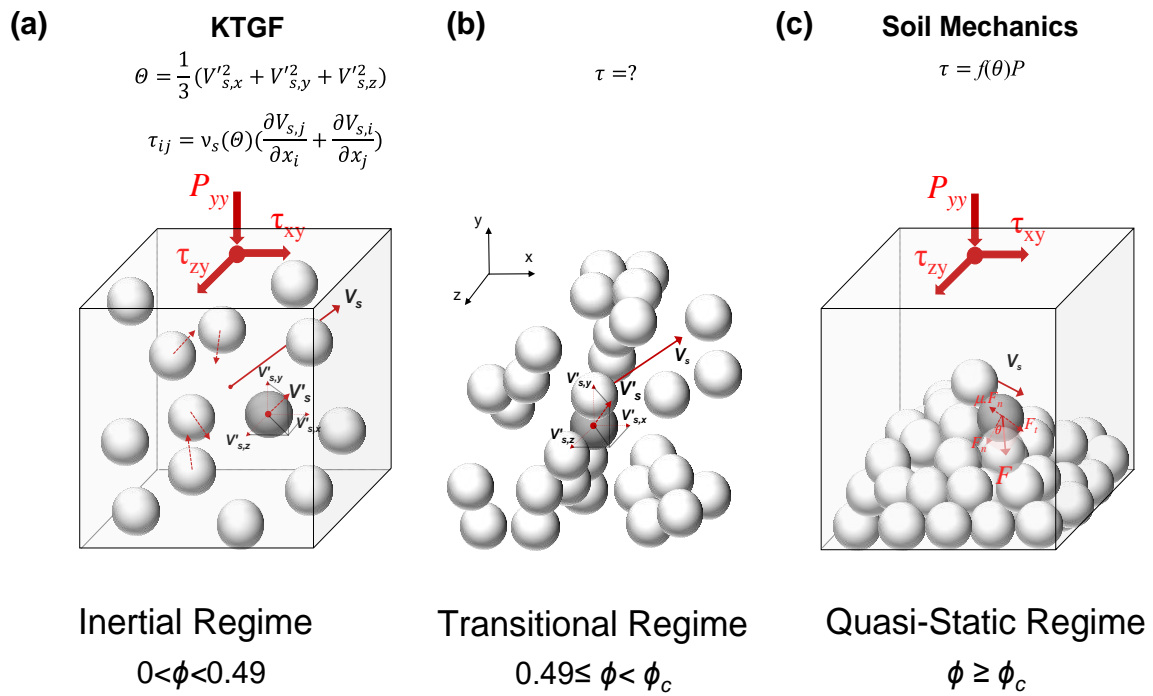 (a)
KTGF
Θ = 1/3 (V'²s,x + V'²s,y + V'²s,z)
τij = νs(Θ)(∂Vs,j/∂xi + ∂Vs,i/∂xj)
Pyy
τxy
τzy
Vs
V's,y
V's
V's,x
V's,z
Inertial Regime
0<ϕ<0.49
(b)
τ =?
y
x
z
Vs
V's,y
V's
V's,x
V's,z
Transitional Regime
0.49≤ ϕ< ϕc
(c)
Soil Mechanics
τ = f(θ)P
Pyy
τxy
τzy
Vs
μFn
θ
Ft
Fn
F
Quasi-Static Regime
ϕ ≥ ϕc